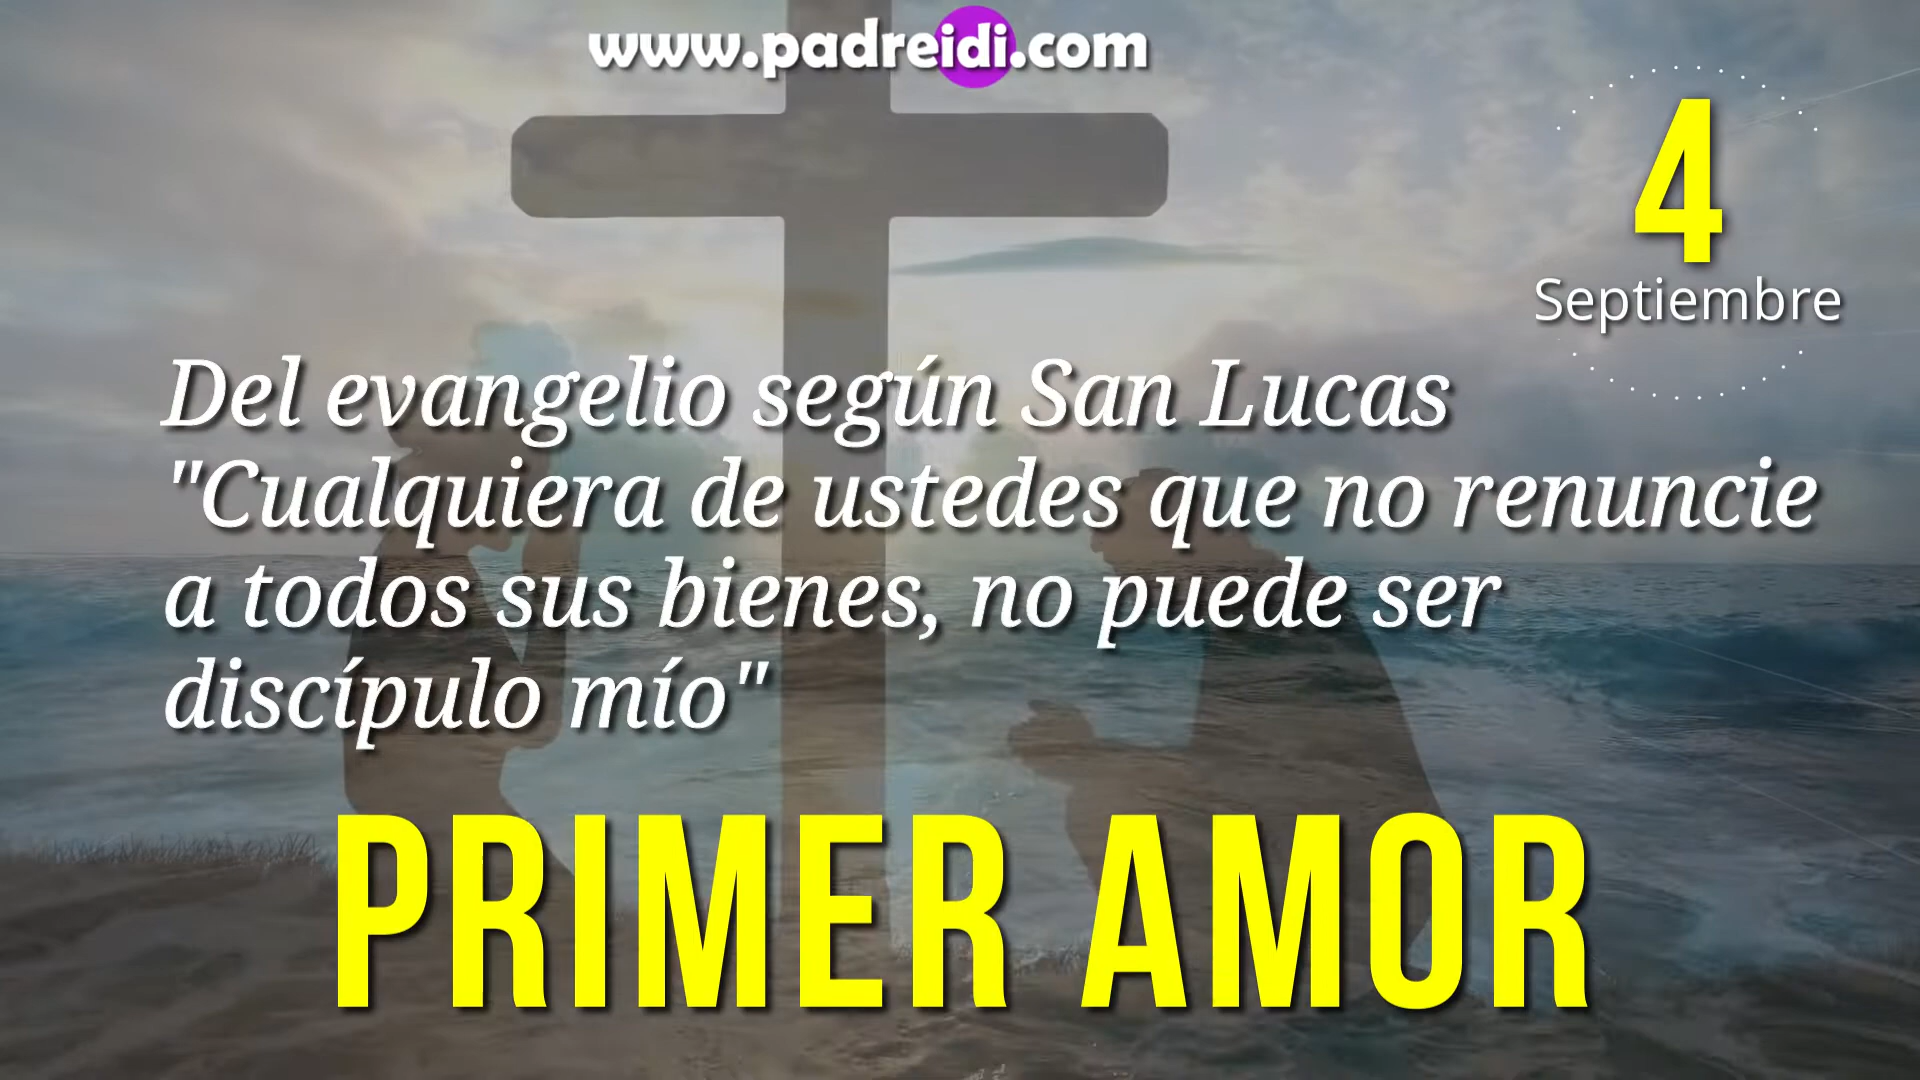 www.padreidi.com
4
Septiembre
Del evangelio según San Lucas
"Cualquiera de ustedes que no renuncie
a todos sus bienes, no puede ser
discípulo mío"
PRIMER AMOR